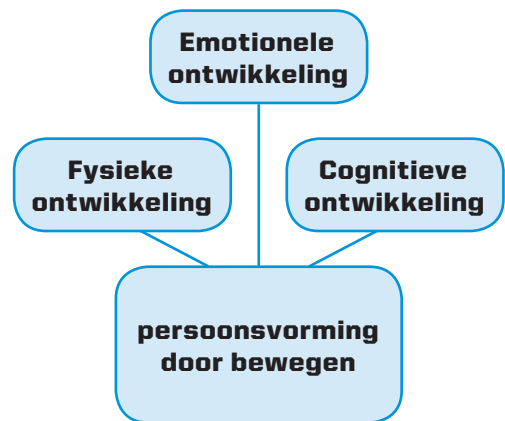 Emotionele
ontwikkeling
Fysieke
ontwikkeling
Cognitieve
ontwikkeling
persoonsvorming
door bewegen